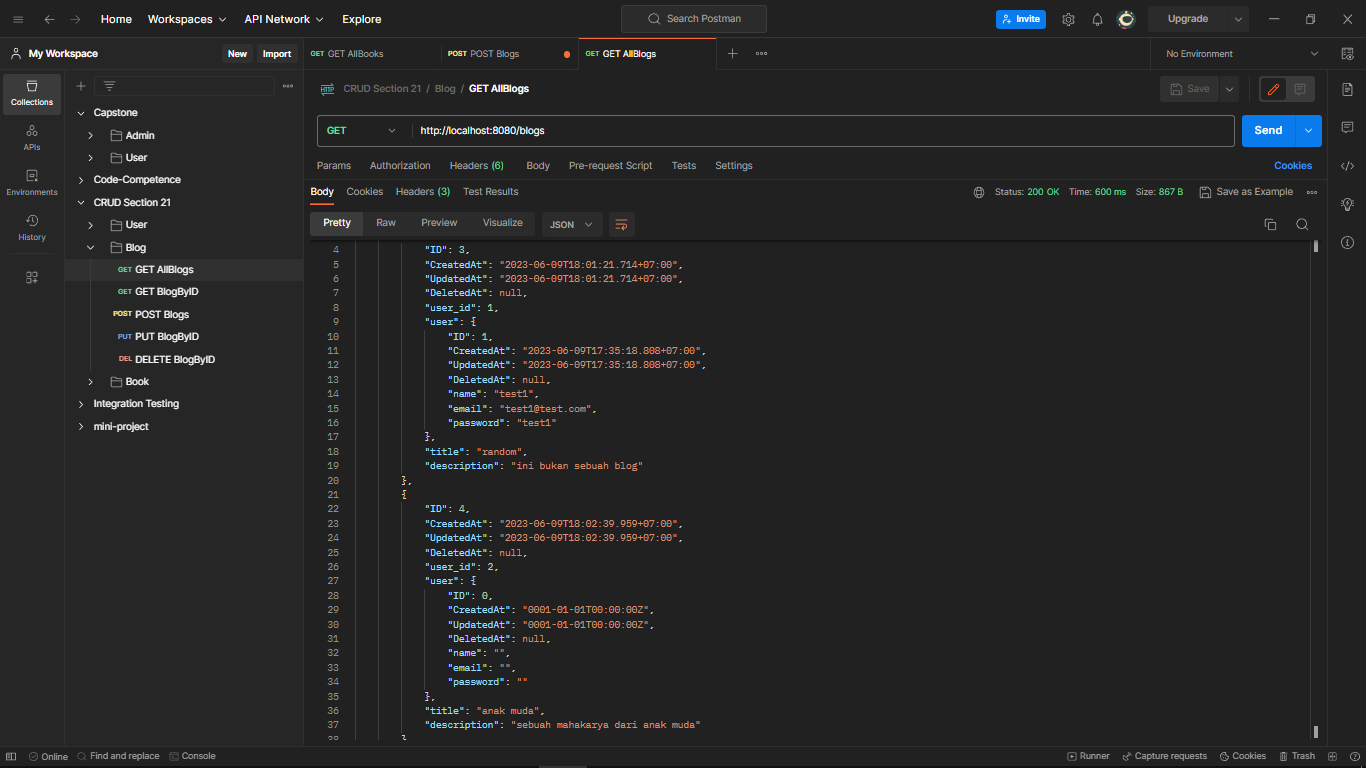 Home Workspaces API Network Explore Search Postman Invite Upgrade
My Workspace New Import GET GET AllBooks POST POST Blogs GET GET AllBlogs No Environment
Collections
APIs
Environments
History
Capstone
Admin
User
Code-Competence
CRUD Section 21
User
Blog
GET GET AllBlogs
GET GET BlogByID
POST POST Blogs
PUT PUT BlogByID
DEL DELETE BlogByID
Book
Integration Testing
mini-project
HTTP CRUD Section 21 / Blog / GET AllBlogs Save
GET http://localhost:8080/blogs Send
Params Authorization Headers (6) Body Pre-request Script Tests Settings Cookies
Body Cookies Headers (3) Test Results Status: 200 OK Time: 600 ms Size: 867 B Save as Example
Pretty Raw Preview Visualize JSON
4 "ID": 3,
5 "CreatedAt": "2023-06-09T18:01:21.714+07:00",
6 "UpdatedAt": "2023-06-09T18:01:21.714+07:00",
7 "DeletedAt": null,
8 "user_id": 1,
9 "user": {
10 "ID": 1,
11 "CreatedAt": "2023-06-09T17:35:18.808+07:00",
12 "UpdatedAt": "2023-06-09T17:35:18.808+07:00",
13 "DeletedAt": null,
14 "name": "test1",
15 "email": "test1@test.com",
16 "password": "test1"
17 },
18 "title": "random",
19 "description": "ini bukan sebuah blog"
20 },
21 {
22 "ID": 4,
23 "CreatedAt": "2023-06-09T18:02:39.959+07:00",
24 "UpdatedAt": "2023-06-09T18:02:39.959+07:00",
25 "DeletedAt": null,
26 "user_id": 2,
27 "user": {
28 "ID": 0,
29 "CreatedAt": "0001-01-01T00:00:00Z",
30 "UpdatedAt": "0001-01-01T00:00:00Z",
31 "DeletedAt": null,
32 "name": "",
33 "email": "",
34 "password": ""
35 },
36 "title": "anak muda",
37 "description": "sebuah mahakarya dari anak muda"
38 }
Online Find and replace Console Runner Capture requests Cookies Trash